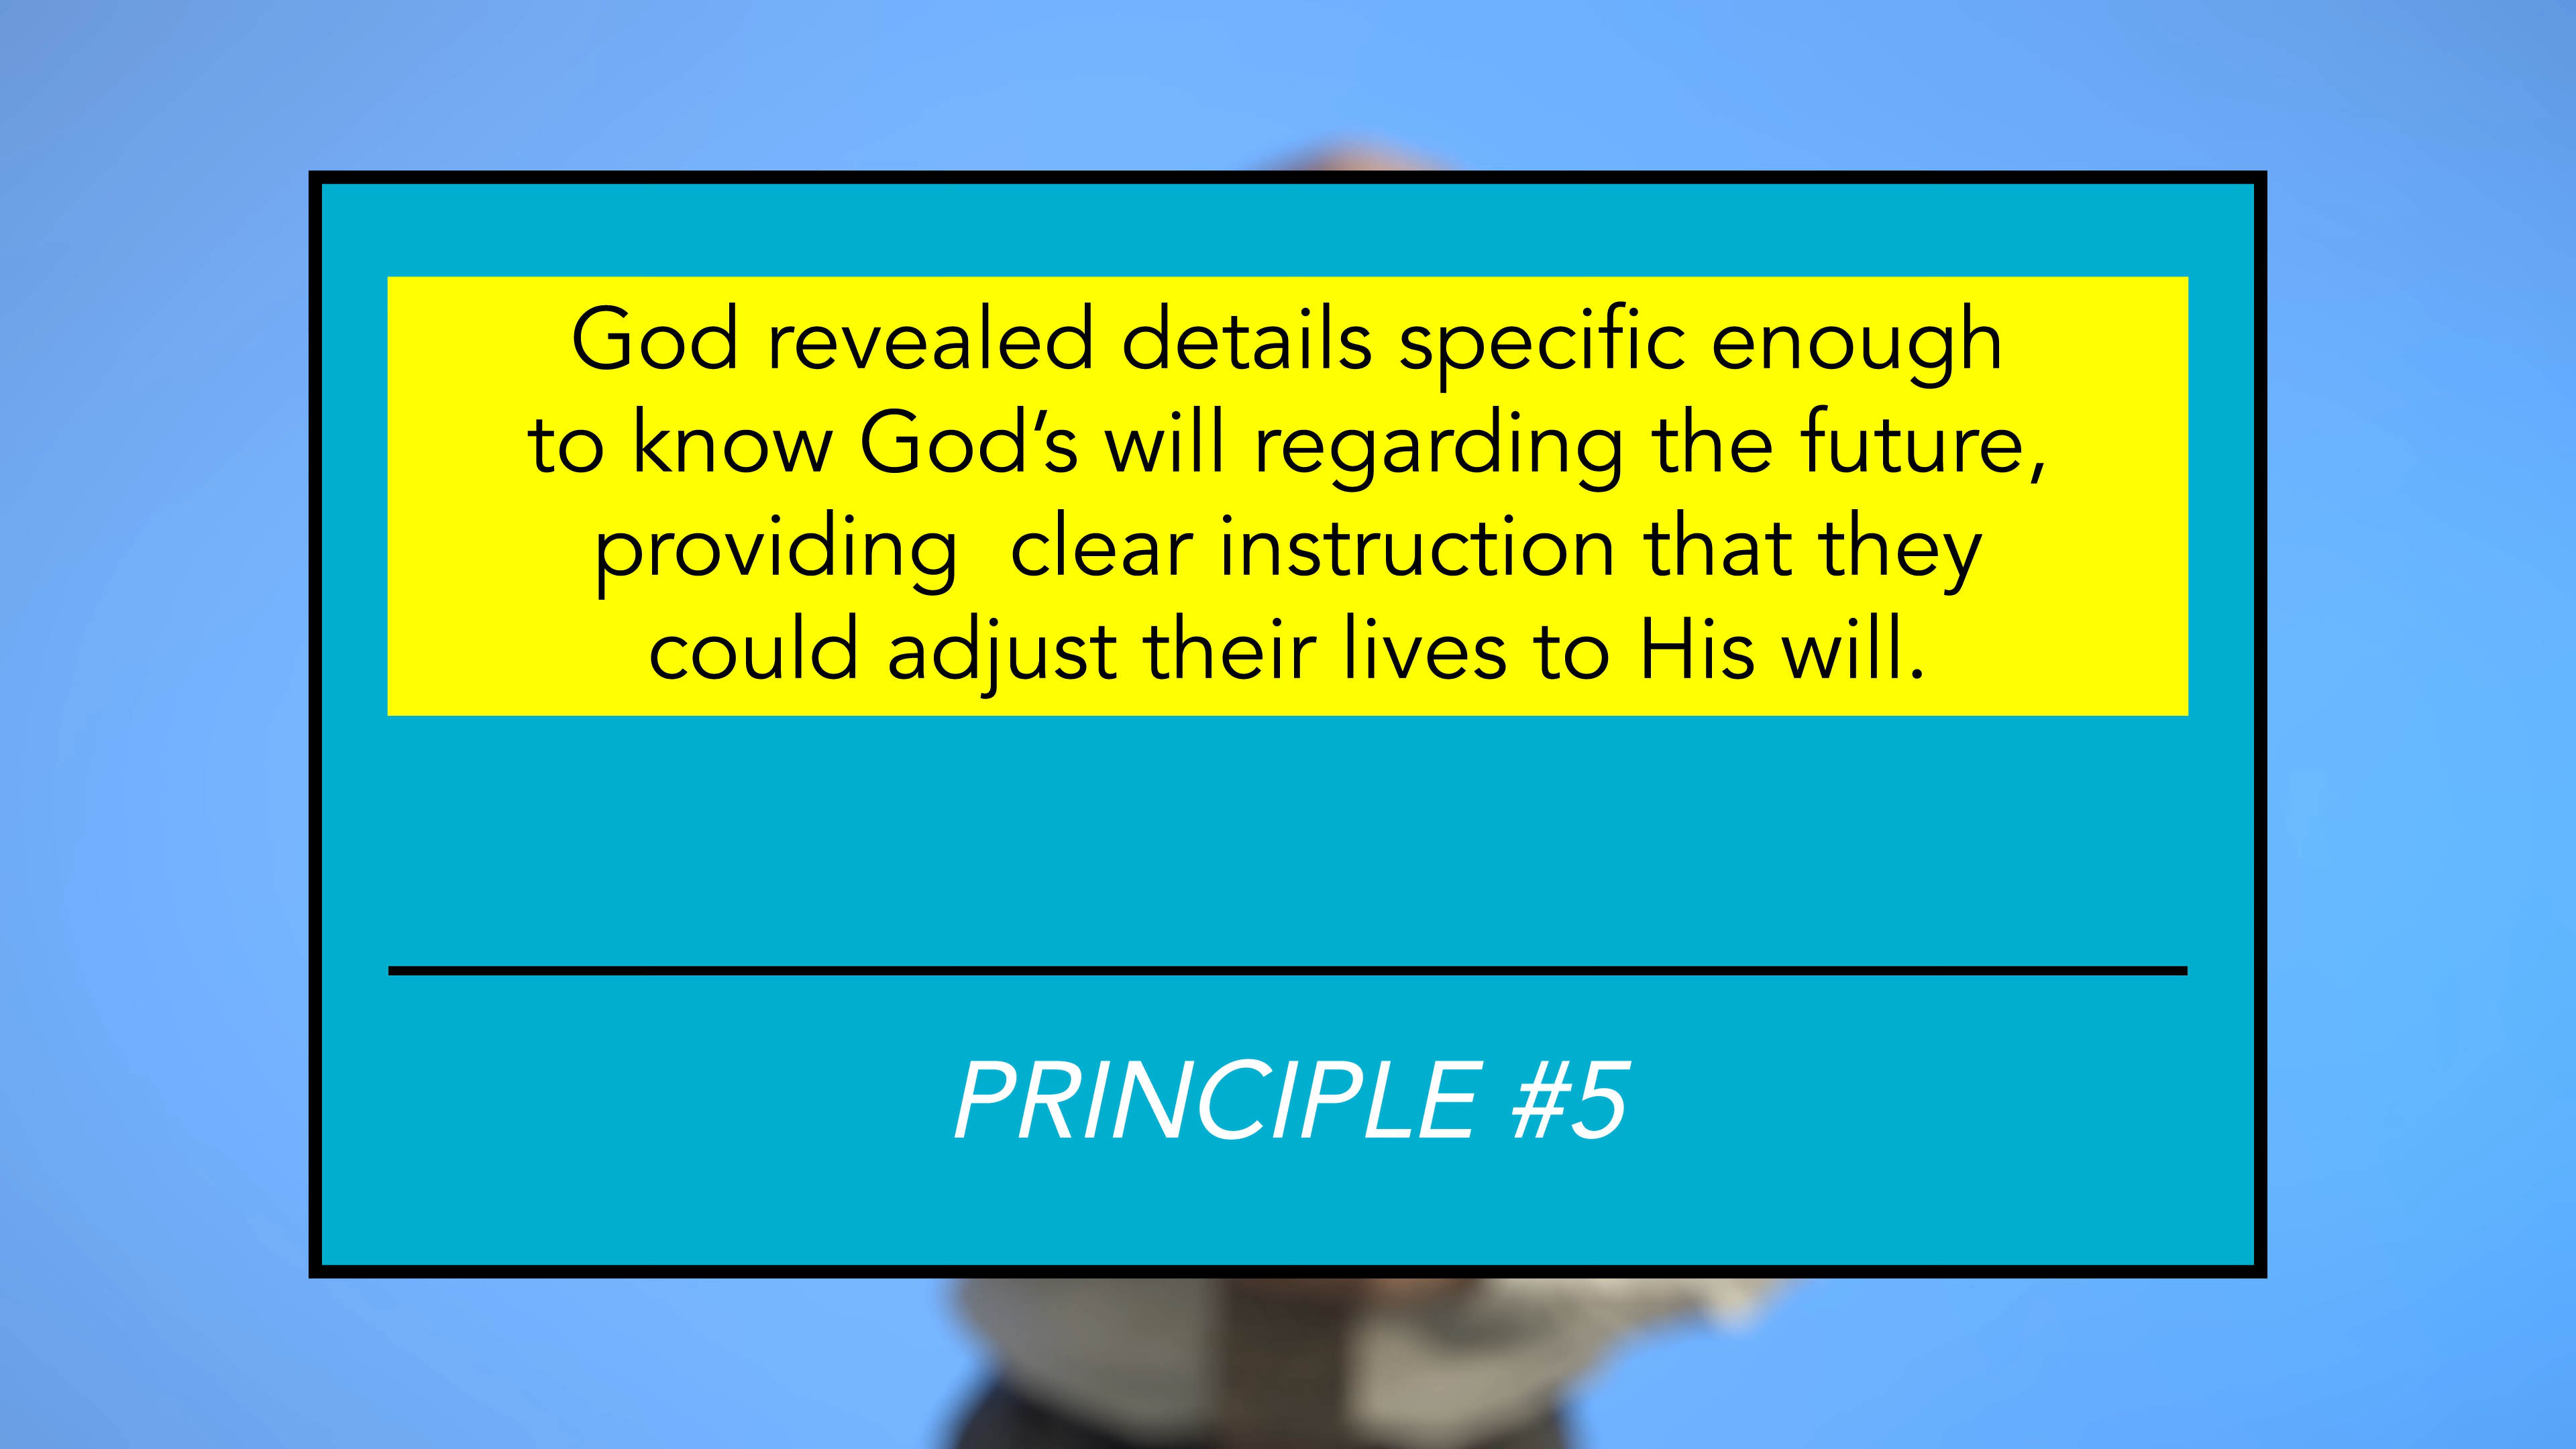 God revealed details specific enough
to know God’s will regarding the future,
providing  clear instruction that they
could adjust their lives to His will.
PRINCIPLE #5